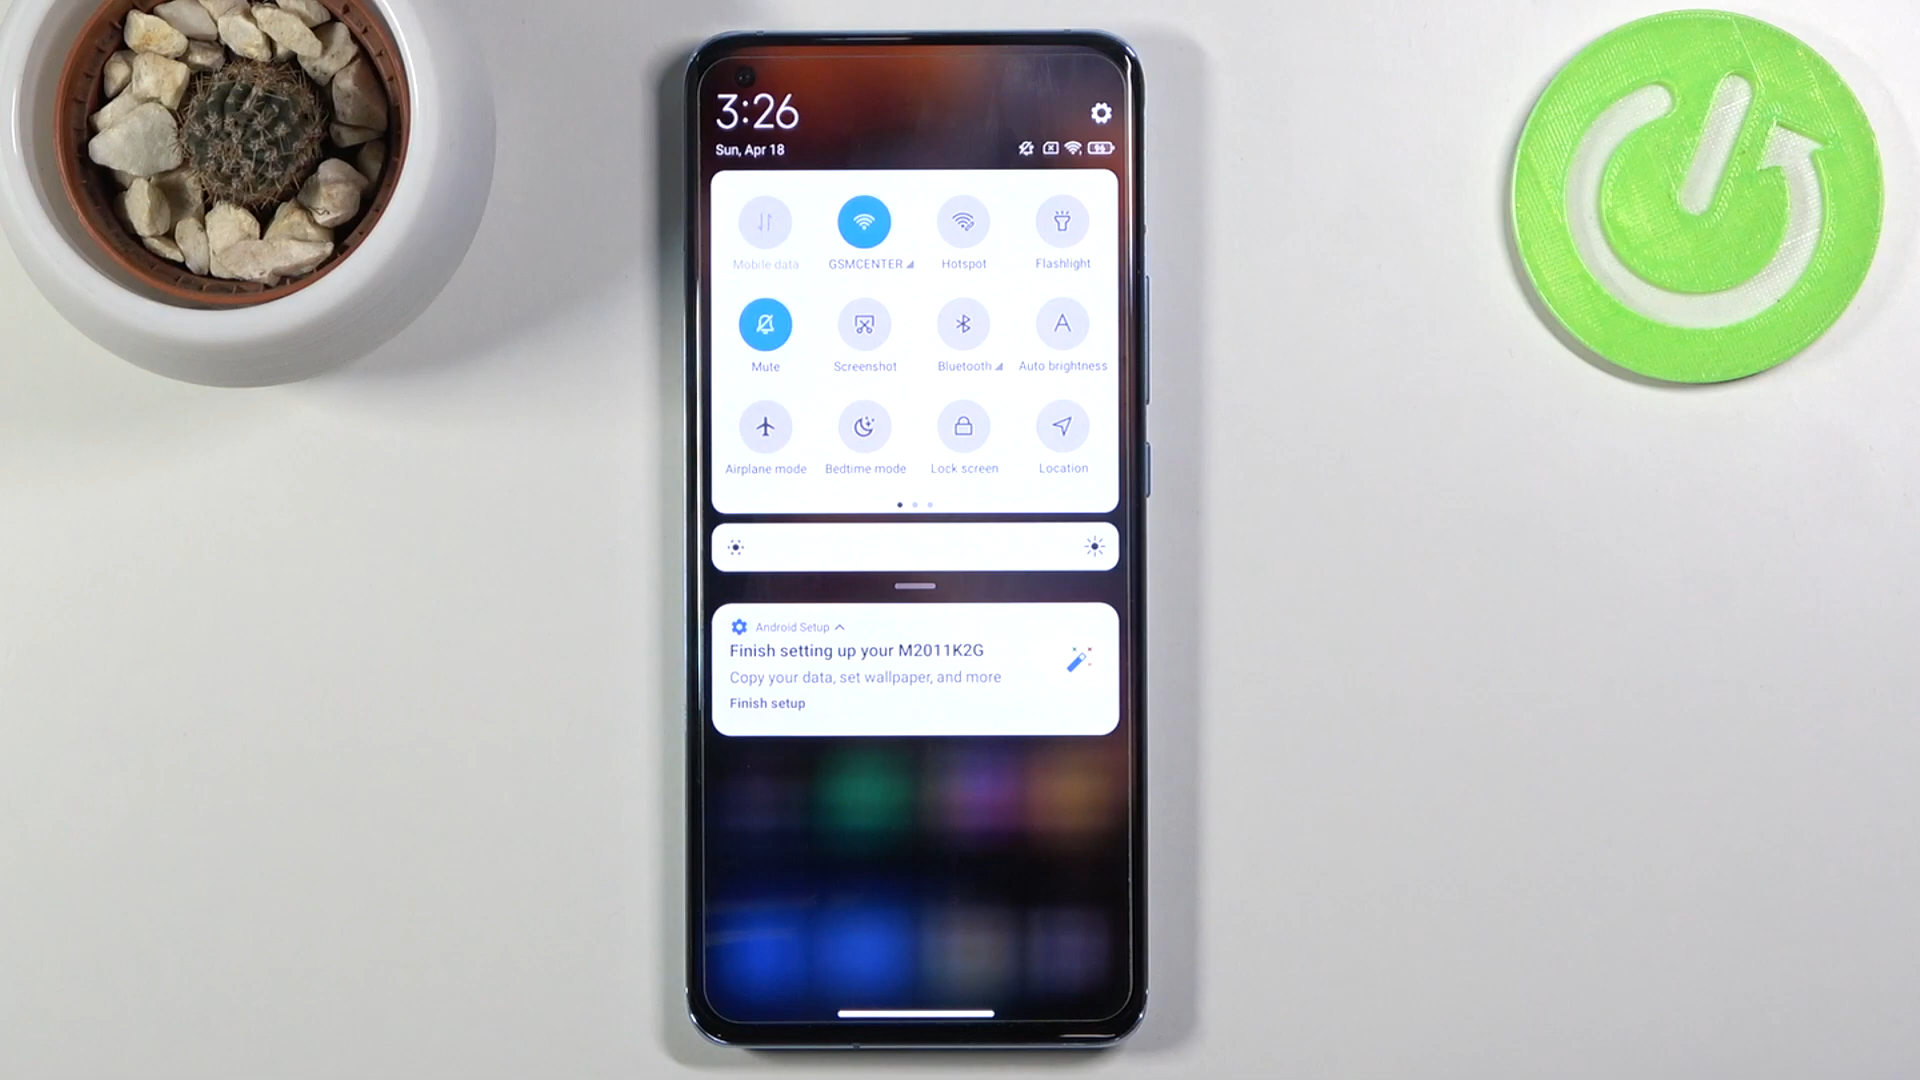 3:26
Sun, Apr 18
96
Mobile data
GSMCENTER
Hotspot
Flashlight
Mute
Screenshot
Bluetooth
A
Auto brightness
Airplane mode
Bedtime mode
Lock screen
Location
Android Setup
Finish setting up your M2011K2G
Copy your data, set wallpaper, and more
Finish setup